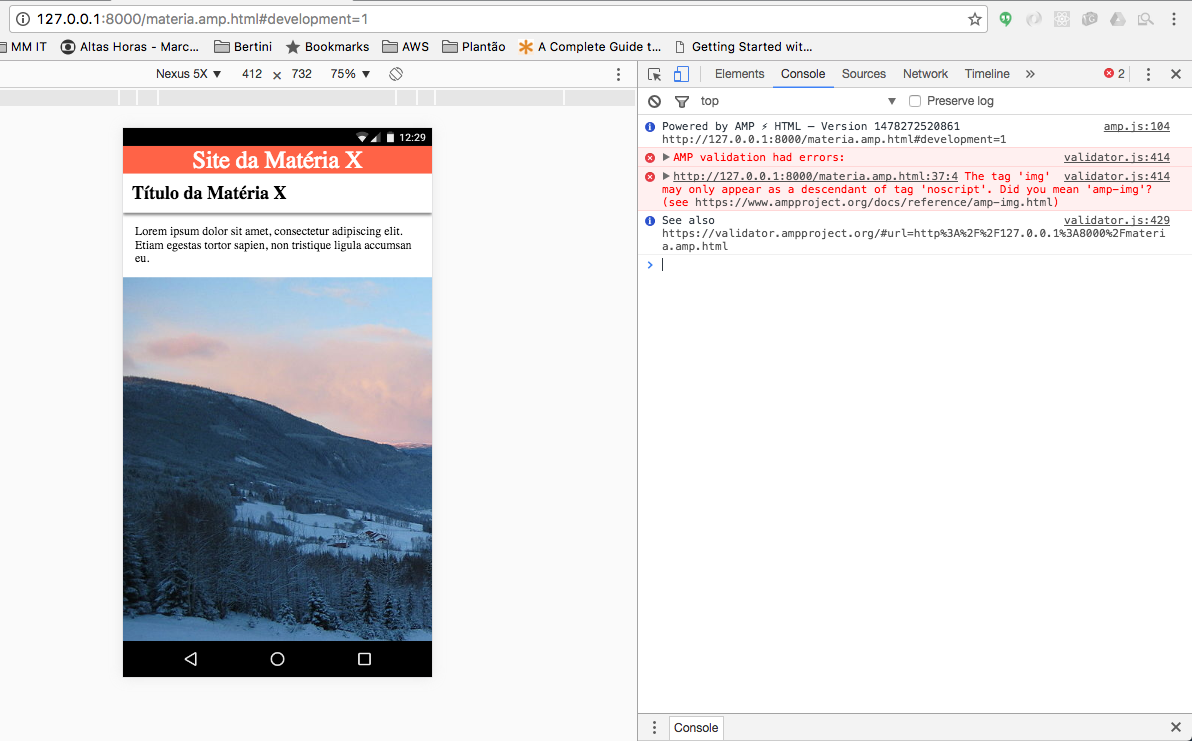 127.0.0.1:8000/materia.amp.html#development=1
MM IT
Altas Horas - Marc...
Bertini
Bookmarks
AWS
Plantão
A Complete Guide t...
Getting Started wit...
Nexus 5X ▼ 412 × 732 75% ▼
Elements Console Sources Network Timeline » 2
top ▼ Preserve log
12:29
Site da Matéria X
Título da Matéria X
Lorem ipsum dolor sit amet, consectetur adipiscing elit.
Etiam egestas tortor sapien, non tristique ligula accumsan
eu.
Powered by AMP ⚡ HTML – Version 1478272520861 amp.js:104
http://127.0.0.1:8000/materia.amp.html#development=1
AMP validation had errors: validator.js:414
http://127.0.0.1:8000/materia.amp.html:37:4 The tag 'img' validator.js:414
may only appear as a descendant of tag 'noscript'. Did you mean 'amp-img'?
(see https://www.ampproject.org/docs/reference/amp-img.html)
See also validator.js:429
https://validator.ampproject.org/#url=http%3A%2F%2F127.0.0.1%3A8000%2Fmateri
a.amp.html
Console